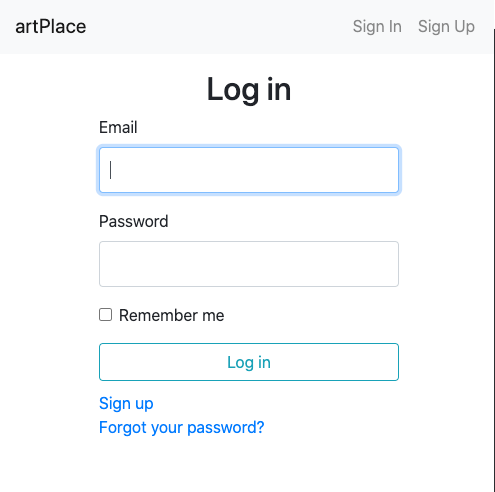 artPlace Sign In Sign Up
Log in
Email
Password
Remember me
Log in
Sign up
Forgot your password?